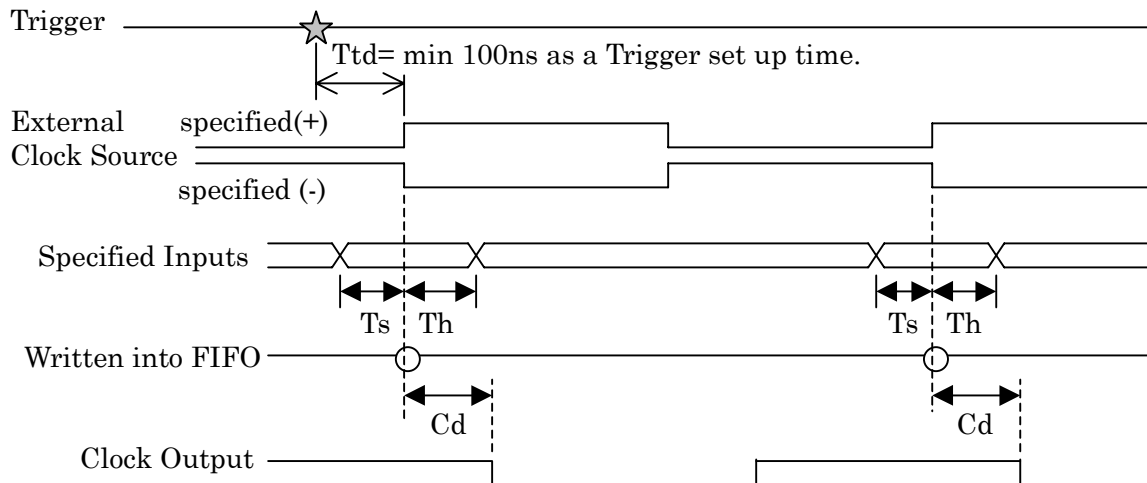 Trigger
Ttd= min 100ns as a Trigger set up time.
External specified(+)
Clock Source
specified (-)
Specified Inputs
Ts Th Ts Th
Written into FIFO
Cd Cd
Clock Output